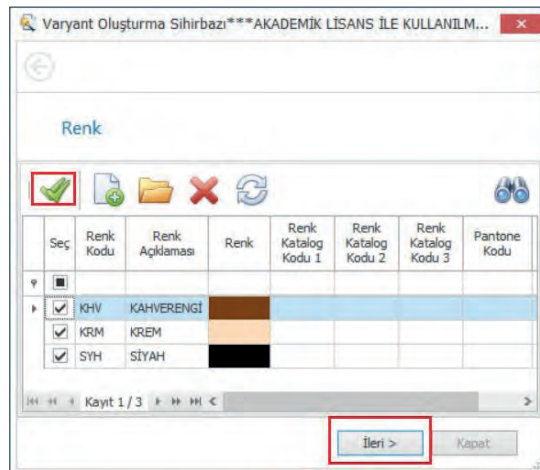 Varyant Oluşturma Sihirbazı***AKADEMİK LİSANS İLE KULLANILM...
Renk
Seç Renk Kodu Renk Açıklaması Renk Renk Katalog Kodu 1 Renk Katalog Kodu 2 Renk Katalog Kodu 3 Pantone Kodu
KHV KAHVERENGİ
KRM KREM
SYH SİYAH
Kayıt 1 / 3
İleri > Kapat